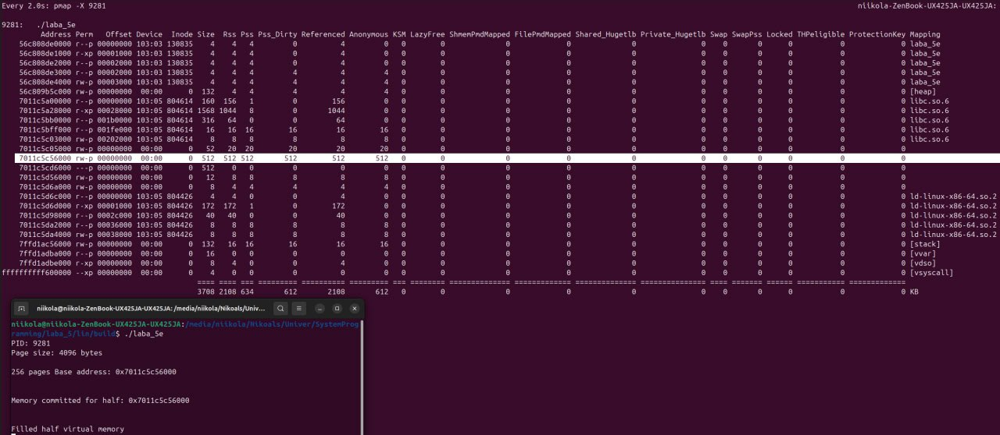 Every 2.0s: pmap -X 9281 niikola-ZenBook-UX425JA-UX425JA:
9281: ./laba_5e
Address Perm Offset Device Inode Size Rss Pss Pss_Dirty Referenced Anonymous KSM LazyFree ShmemPmdMapped FilePmdMapped Shared_Hugetlb Private_Hugetlb Swap SwapPss Locked THPeligible ProtectionKey Mapping
56c808de0000 r--p 00000000 103:03 130835 4 4 4 0 4 0 0 0 0 0 0 0 0 0 0 0 0 laba_5e
56c808de1000 r-xp 00001000 103:03 130835 4 4 4 0 4 0 0 0 0 0 0 0 0 0 0 0 0 laba_5e
56c808de2000 r--p 00002000 103:03 130835 4 4 4 0 4 0 0 0 0 0 0 0 0 0 0 0 0 laba_5e
56c808de3000 r--p 00002000 103:03 130835 4 4 4 4 4 4 0 0 0 0 0 0 0 0 0 0 0 laba_5e
56c808de4000 rw-p 00003000 103:03 130835 4 4 4 4 4 4 0 0 0 0 0 0 0 0 0 0 0 laba_5e
56c809b5c000 rw-p 00000000 00:00 0 132 4 4 4 4 4 0 0 0 0 0 0 0 0 0 0 0 [heap]
7011c5a00000 r--p 00000000 103:05 804614 160 156 1 0 156 0 0 0 0 0 0 0 0 0 0 0 0 libc.so.6
7011c5a28000 r-xp 00028000 103:05 804614 1568 1044 8 0 1044 0 0 0 0 0 0 0 0 0 0 0 0 libc.so.6
7011c5bb0000 r--p 001b0000 103:05 804614 316 64 0 0 64 0 0 0 0 0 0 0 0 0 0 0 0 libc.so.6
7011c5bff000 r--p 001fe000 103:05 804614 16 16 16 16 16 16 0 0 0 0 0 0 0 0 0 0 0 libc.so.6
7011c5c03000 rw-p 00202000 103:05 804614 8 8 8 8 8 8 0 0 0 0 0 0 0 0 0 0 0 libc.so.6
7011c5c05000 rw-p 00000000 00:00 0 52 20 20 20 20 20 0 0 0 0 0 0 0 0 0 0 0
7011c5c56000 rw-p 00000000 00:00 0 512 512 512 512 512 512 0 0 0 0 0 0 0 0 0 0 0
7011c5cd6000 ---p 00000000 00:00 0 512 0 0 0 0 0 0 0 0 0 0 0 0 0 0 0 0
7011c5d56000 rw-p 00000000 00:00 0 12 8 8 8 8 8 0 0 0 0 0 0 0 0 0 0 0
7011c5d6a000 rw-p 00000000 00:00 0 8 4 4 4 4 4 0 0 0 0 0 0 0 0 0 0 0
7011c5d6c000 r--p 00000000 103:05 804426 4 4 0 0 4 0 0 0 0 0 0 0 0 0 0 0 0 ld-linux-x86-64.so.2
7011c5d6d000 r-xp 00001000 103:05 804426 172 172 1 0 172 0 0 0 0 0 0 0 0 0 0 0 0 ld-linux-x86-64.so.2
7011c5d98000 r--p 0002c000 103:05 804426 40 40 0 0 40 0 0 0 0 0 0 0 0 0 0 0 0 ld-linux-x86-64.so.2
7011c5da2000 r--p 00036000 103:05 804426 8 8 8 8 8 8 0 0 0 0 0 0 0 0 0 0 0 ld-linux-x86-64.so.2
7011c5da4000 rw-p 00038000 103:05 804426 8 8 8 8 8 8 0 0 0 0 0 0 0 0 0 0 0 ld-linux-x86-64.so.2
7ffd1ac56000 rw-p 00000000 00:00 0 132 16 16 16 16 16 0 0 0 0 0 0 0 0 0 0 0 [stack]
7ffd1adba000 r--p 00000000 00:00 0 16 0 0 0 0 0 0 0 0 0 0 0 0 0 0 0 0 [vvar]
7ffd1adbe000 r-xp 00000000 00:00 0 8 4 0 0 4 0 0 0 0 0 0 0 0 0 0 0 0 [vdso]
ffffffffff600000 --xp 00000000 00:00 0 4 0 0 0 0 0 0 0 0 0 0 0 0 0 0 0 0 [vsyscall]
==== ==== === ========= ========== ========= === ======== ============== ============= ============== =============== ==== ======= ====== =========== =============
3708 2108 634 612 2108 612 0 0 0 0 0 0 0 0 0 0 0 KB
niikola@niikola-ZenBook-UX425JA-UX425JA: /media/niikola/Nikoals/Univ...
niikola@niikola-ZenBook-UX425JA-UX425JA:/media/niikola/Nikoals/Univer/SystemProg
ramming/laba_5/lin/build$ ./laba_5e
PID: 9281
Page size: 4096 bytes
256 pages Base address: 0x7011c5c56000
Memory committed for half: 0x7011c5c56000
Filled half virtual memory